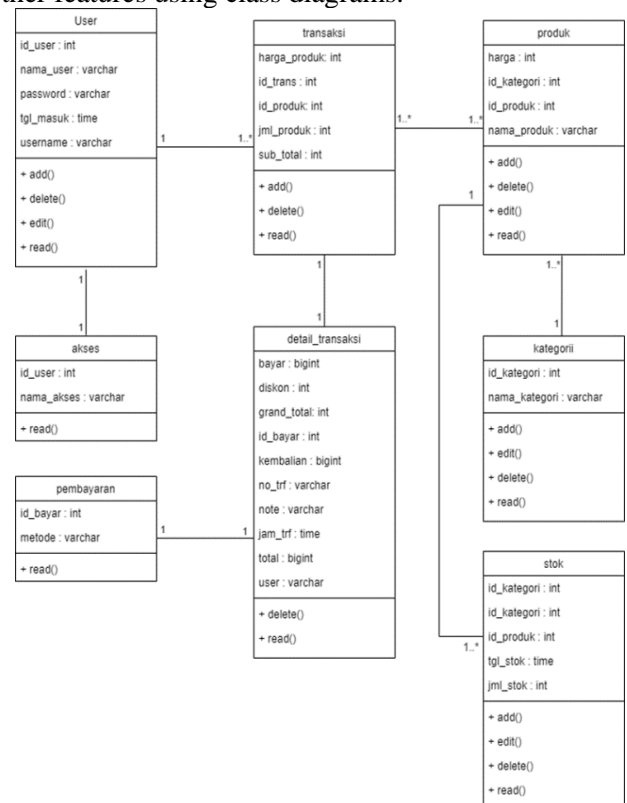 ther features using class diagrams.
User
id_user : int
nama_user : varchar
password : varchar
tgl_masuk : time
username : varchar
+ add()
+ delete()
+ edit()
+ read()
1
1..*
transaksi
harga_produk: int
id_trans : int
id_produk: int
jml_produk : int
sub_total : int
+ add()
+ delete()
+ read()
1..*
1..*
produk
harga : int
id_kategori : int
id_produk : int
nama_produk : varchar
+ add()
+ delete()
+ edit()
+ read()
1
1
akses
id_user : int
nama_akses : varchar
+ read()
1
1
detail_transaksi
bayar : bigint
diskon : int
grand_total: int
id_bayar : int
kembalian : bigint
no_trf : varchar
note : varchar
jam_trf : time
total : bigint
user : varchar
+ delete()
+ read()
1..*
1
kategorii
id_kategori : int
nama_kategori : varchar
+ add()
+ edit()
+ delete()
+ read()
pembayaran
id_bayar : int
metode : varchar
+ read()
1
1
1
1..*
stok
id_kategori : int
id_kategori : int
id_produk : int
tgl_stok : time
jml_stok : int
+ add()
+ edit()
+ delete()
+ read()